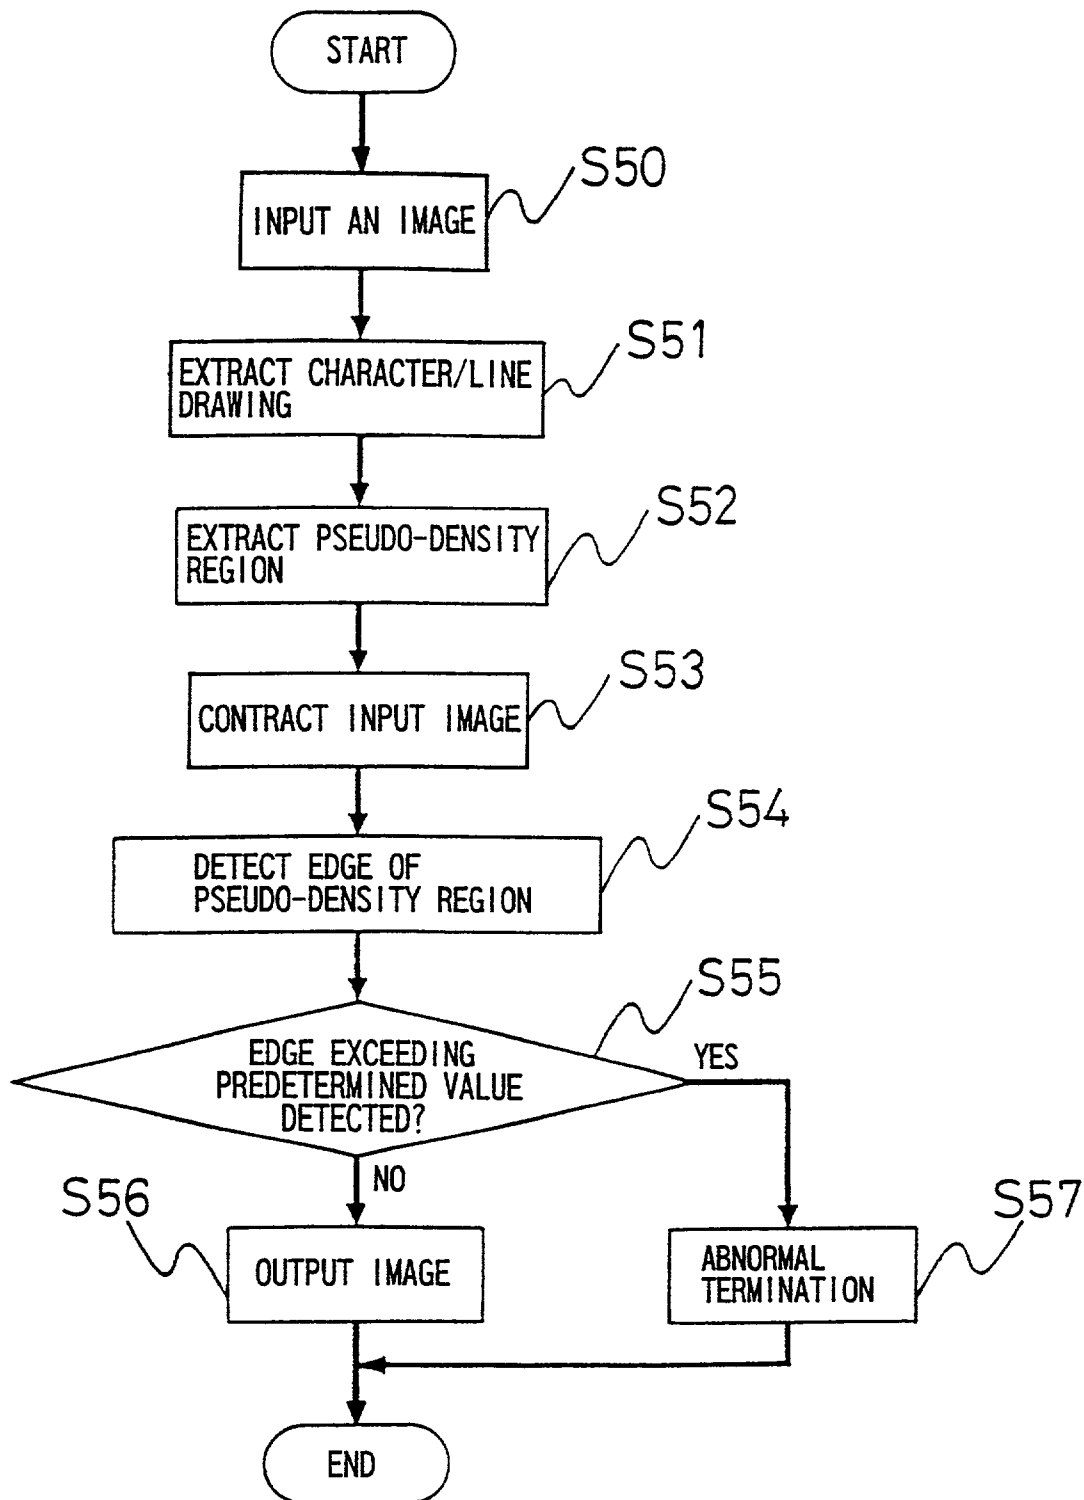 START
S50
INPUT AN IMAGE
S51
EXTRACT CHARACTER/LINE
DRAWING
S52
EXTRACT PSEUDO-DENSITY
REGION
S53
CONTRACT INPUT IMAGE
S54
DETECT EDGE OF
PSEUDO-DENSITY REGION
S55
EDGE EXCEEDING
PREDETERMINED VALUE
DETECTED?
YES
NO
S56
OUTPUT IMAGE
S57
ABNORMAL
TERMINATION
END